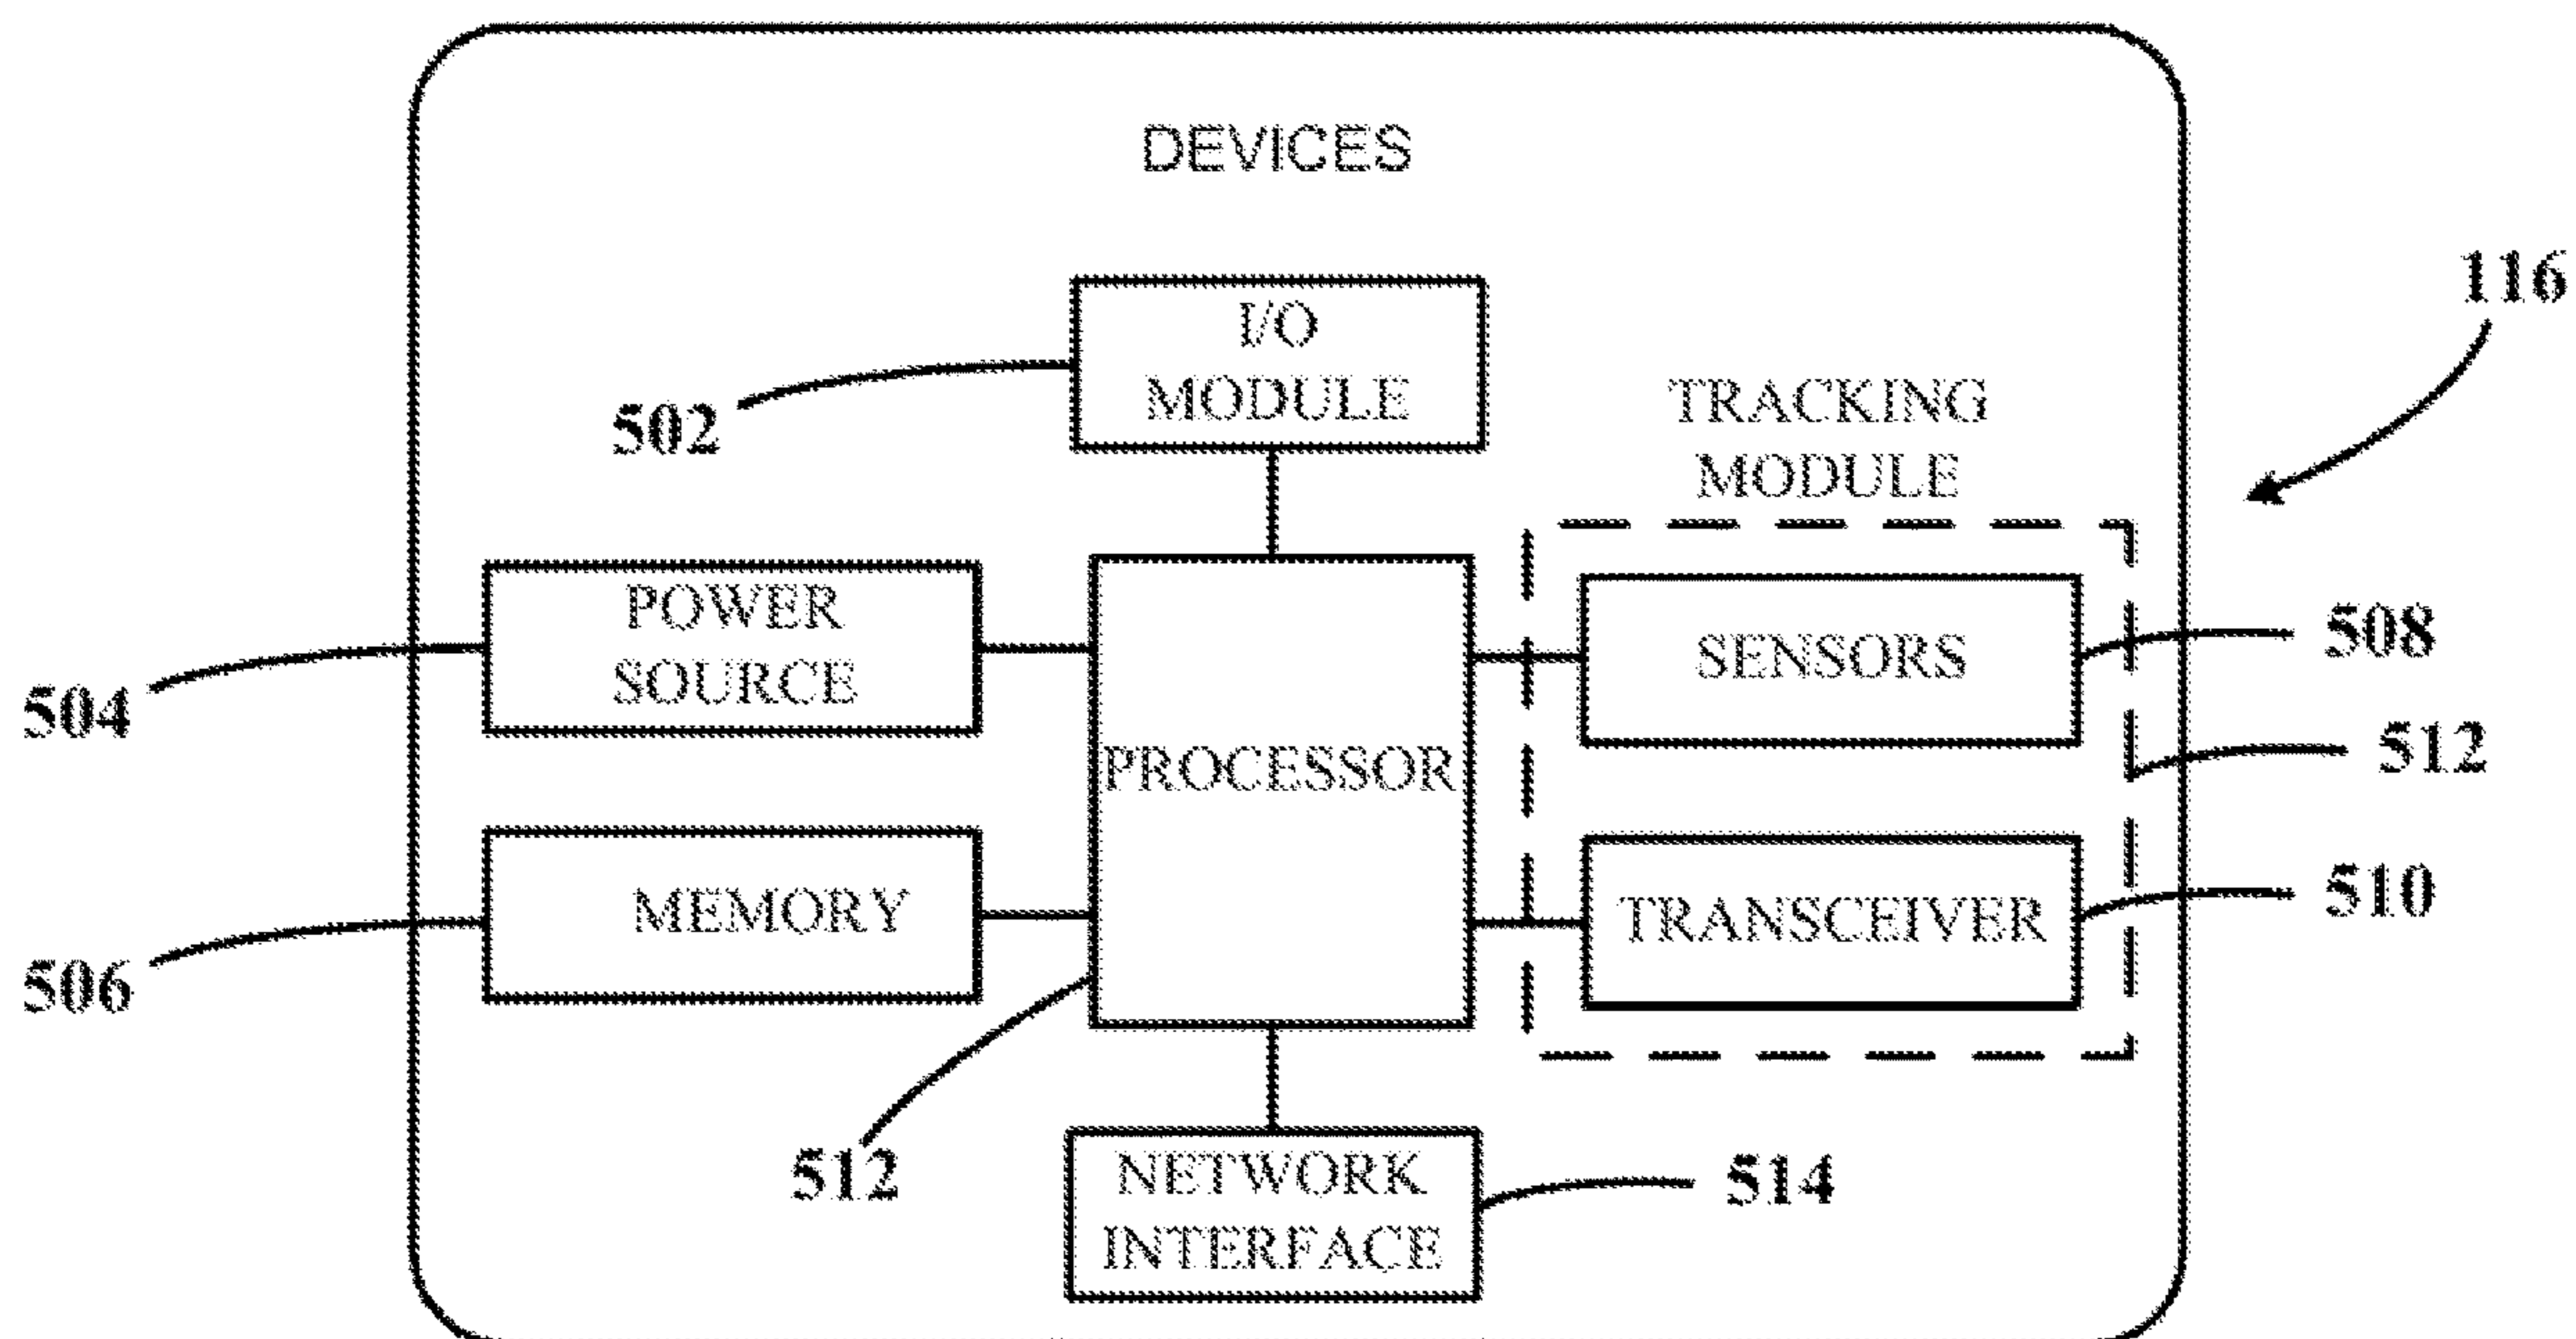 DEVICES
116
I/O
MODULE
502
TRACKING
MODULE
POWER
SOURCE
504
SENSORS
508
PROCESSOR
512
MEMORY
506
TRANSCEIVER
510
512
NETWORK
INTERFACE
514